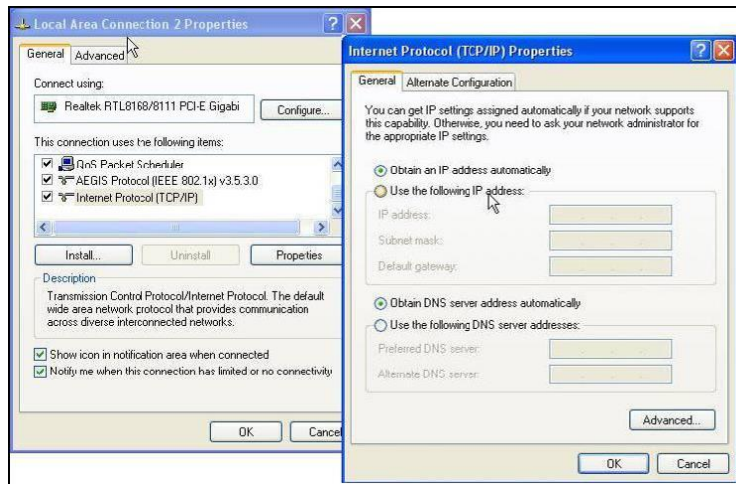 Local Area Connection 2 Properties
General
Advanced
Connect using:
Realtek RTL8168/8111 PCI-E Gigabi
Configure...
This connection uses the following items:
QoS Packet Scheduler
AEGIS Protocol (IEEE 802.1x) v3.5.3.0
Internet Protocol (TCP/IP)
Install...
Uninstall
Properties
Description
Transmission Control Protocol/Internet Protocol. The default
wide area network protocol that provides communication
across diverse interconnected networks.
Show icon in notification area when connected
Notify me when this connection has limited or no connectivity
OK
Cancel
Internet Protocol (TCP/IP) Properties
General
Alternate Configuration
You can get IP settings assigned automatically if your network supports
this capability. Otherwise, you need to ask your network administrator for
the appropriate IP settings.
Obtain an IP address automatically
Use the following IP address:
IP address:
Subnet mask:
Default gateway:
Obtain DNS server address automatically
Use the following DNS server addresses:
Preferred DNS server:
Alternate DNS server:
Advanced...
OK
Cancel